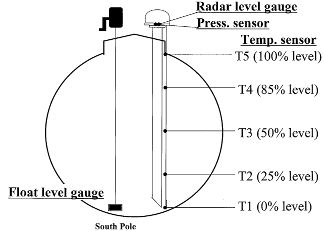 Radar level gauge
Press. sensor
Temp. sensor
T5 (100% level)
T4 (85% level)
T3 (50% level)
T2 (25% level)
Float level gauge
T1 (0% level)
South Pole